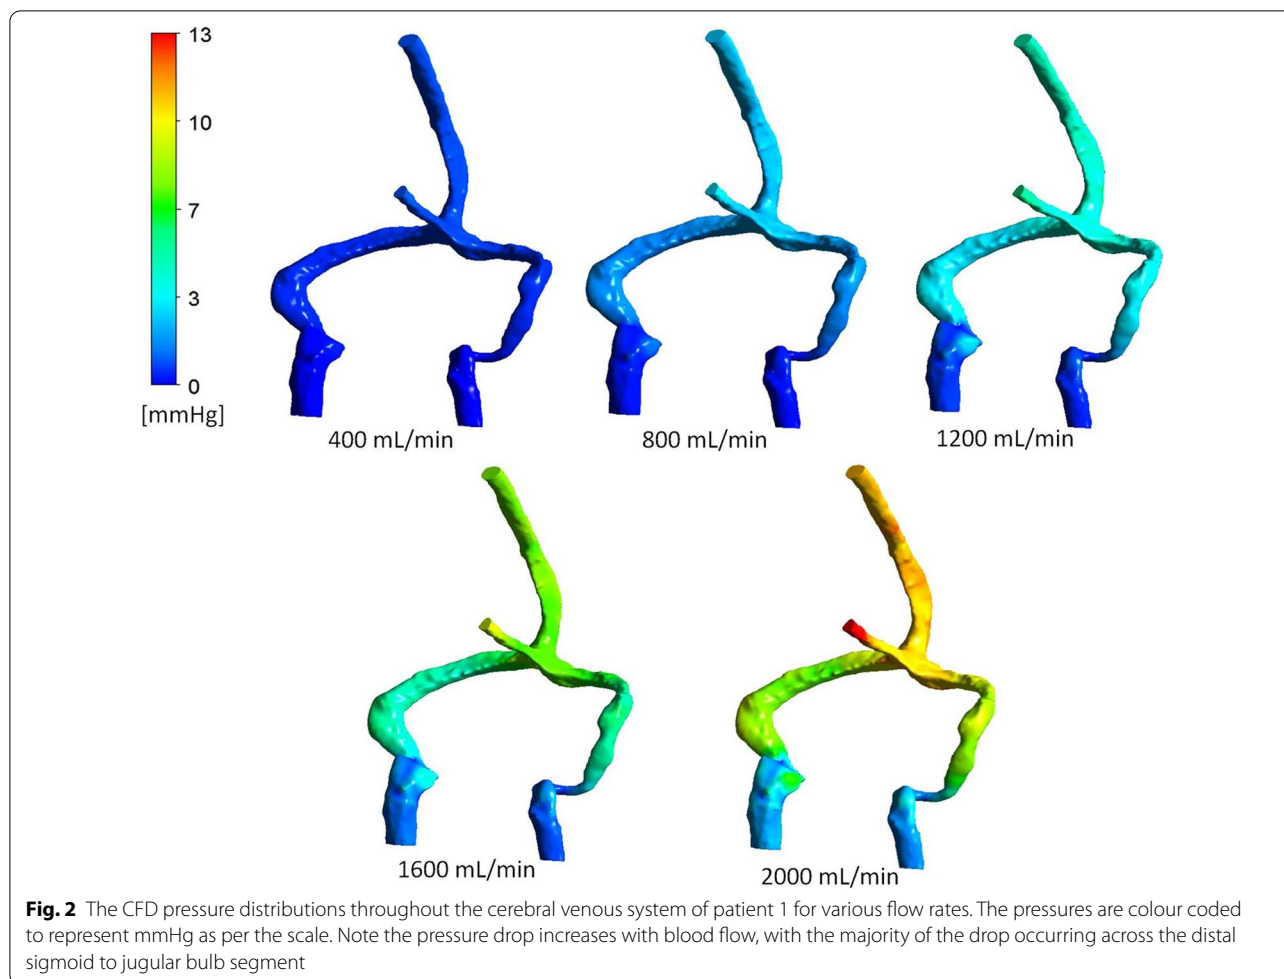 13
10
7
3
0
[mmHg]
400 mL/min
800 mL/min
1200 mL/min
1600 mL/min
2000 mL/min
Fig. 2 The CFD pressure distributions throughout the cerebral venous system of patient 1 for various flow rates. The pressures are colour coded
to represent mmHg as per the scale. Note the pressure drop increases with blood flow, with the majority of the drop occurring across the distal
sigmoid to jugular bulb segment